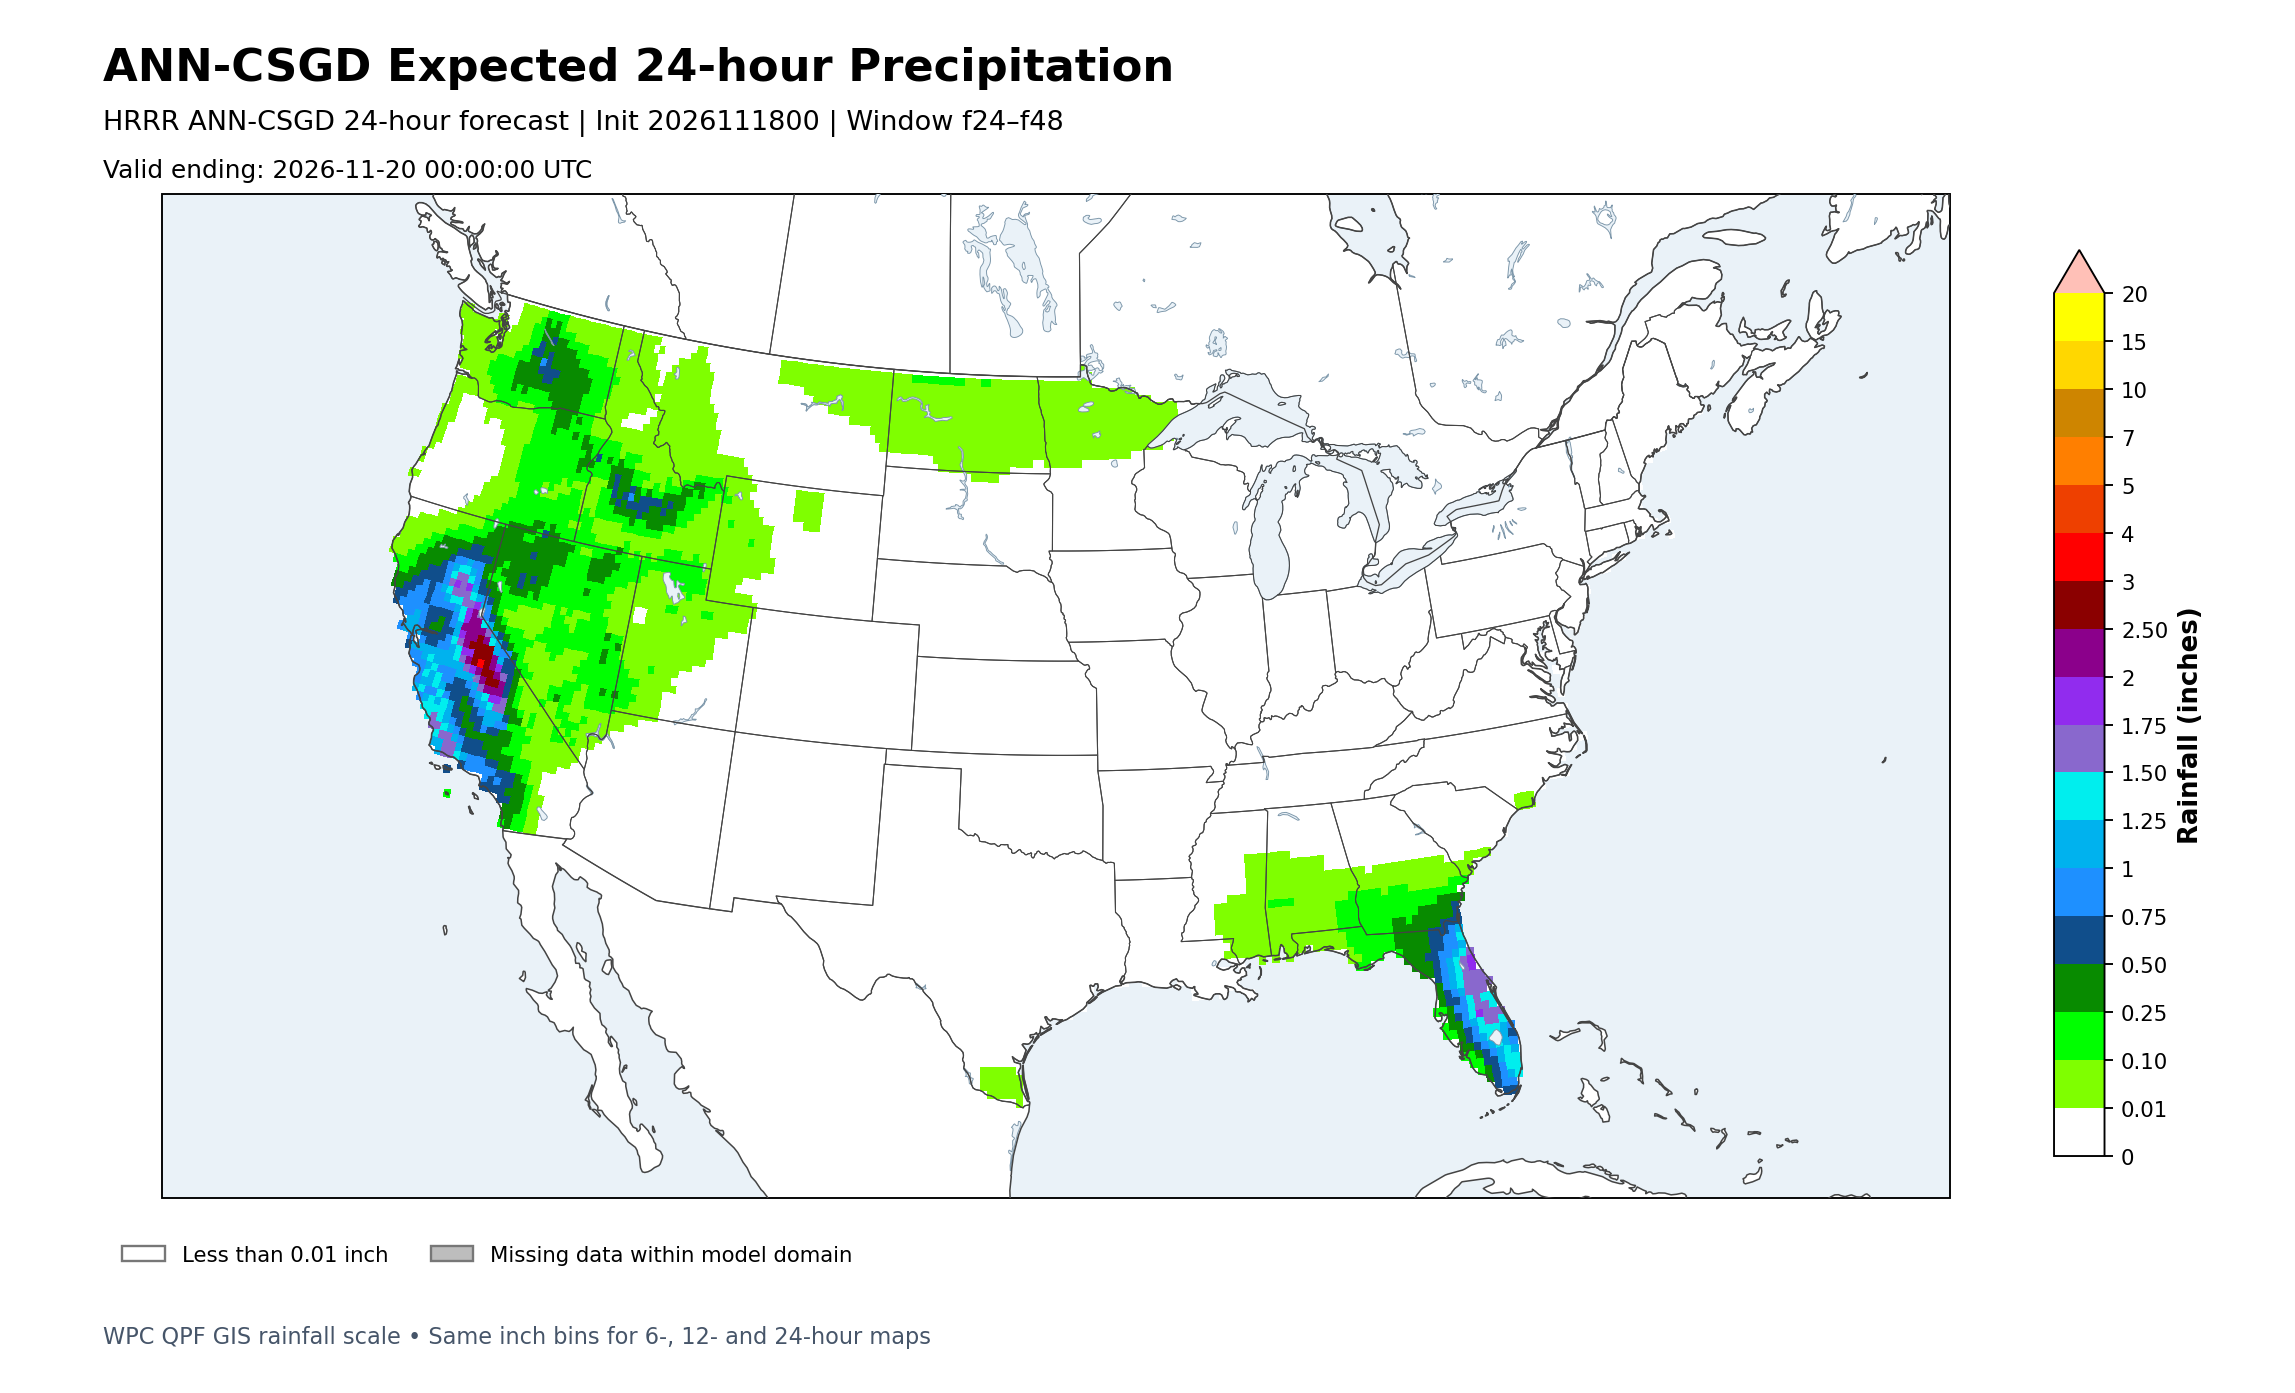 ANN-CSGD Expected 24-hour Precipitation
HRRR ANN-CSGD 24-hour forecast | Init 2026111800 | Window f24–f48
Valid ending: 2026-11-20 00:00:00 UTC
20
15
10
7
5
4
3
2.50
2
1.75
1.50
1.25
1
0.75
0.50
0.25
0.10
0.01
0
Rainfall (inches)
Less than 0.01 inch
Missing data within model domain
WPC QPF GIS rainfall scale • Same inch bins for 6-, 12- and 24-hour maps